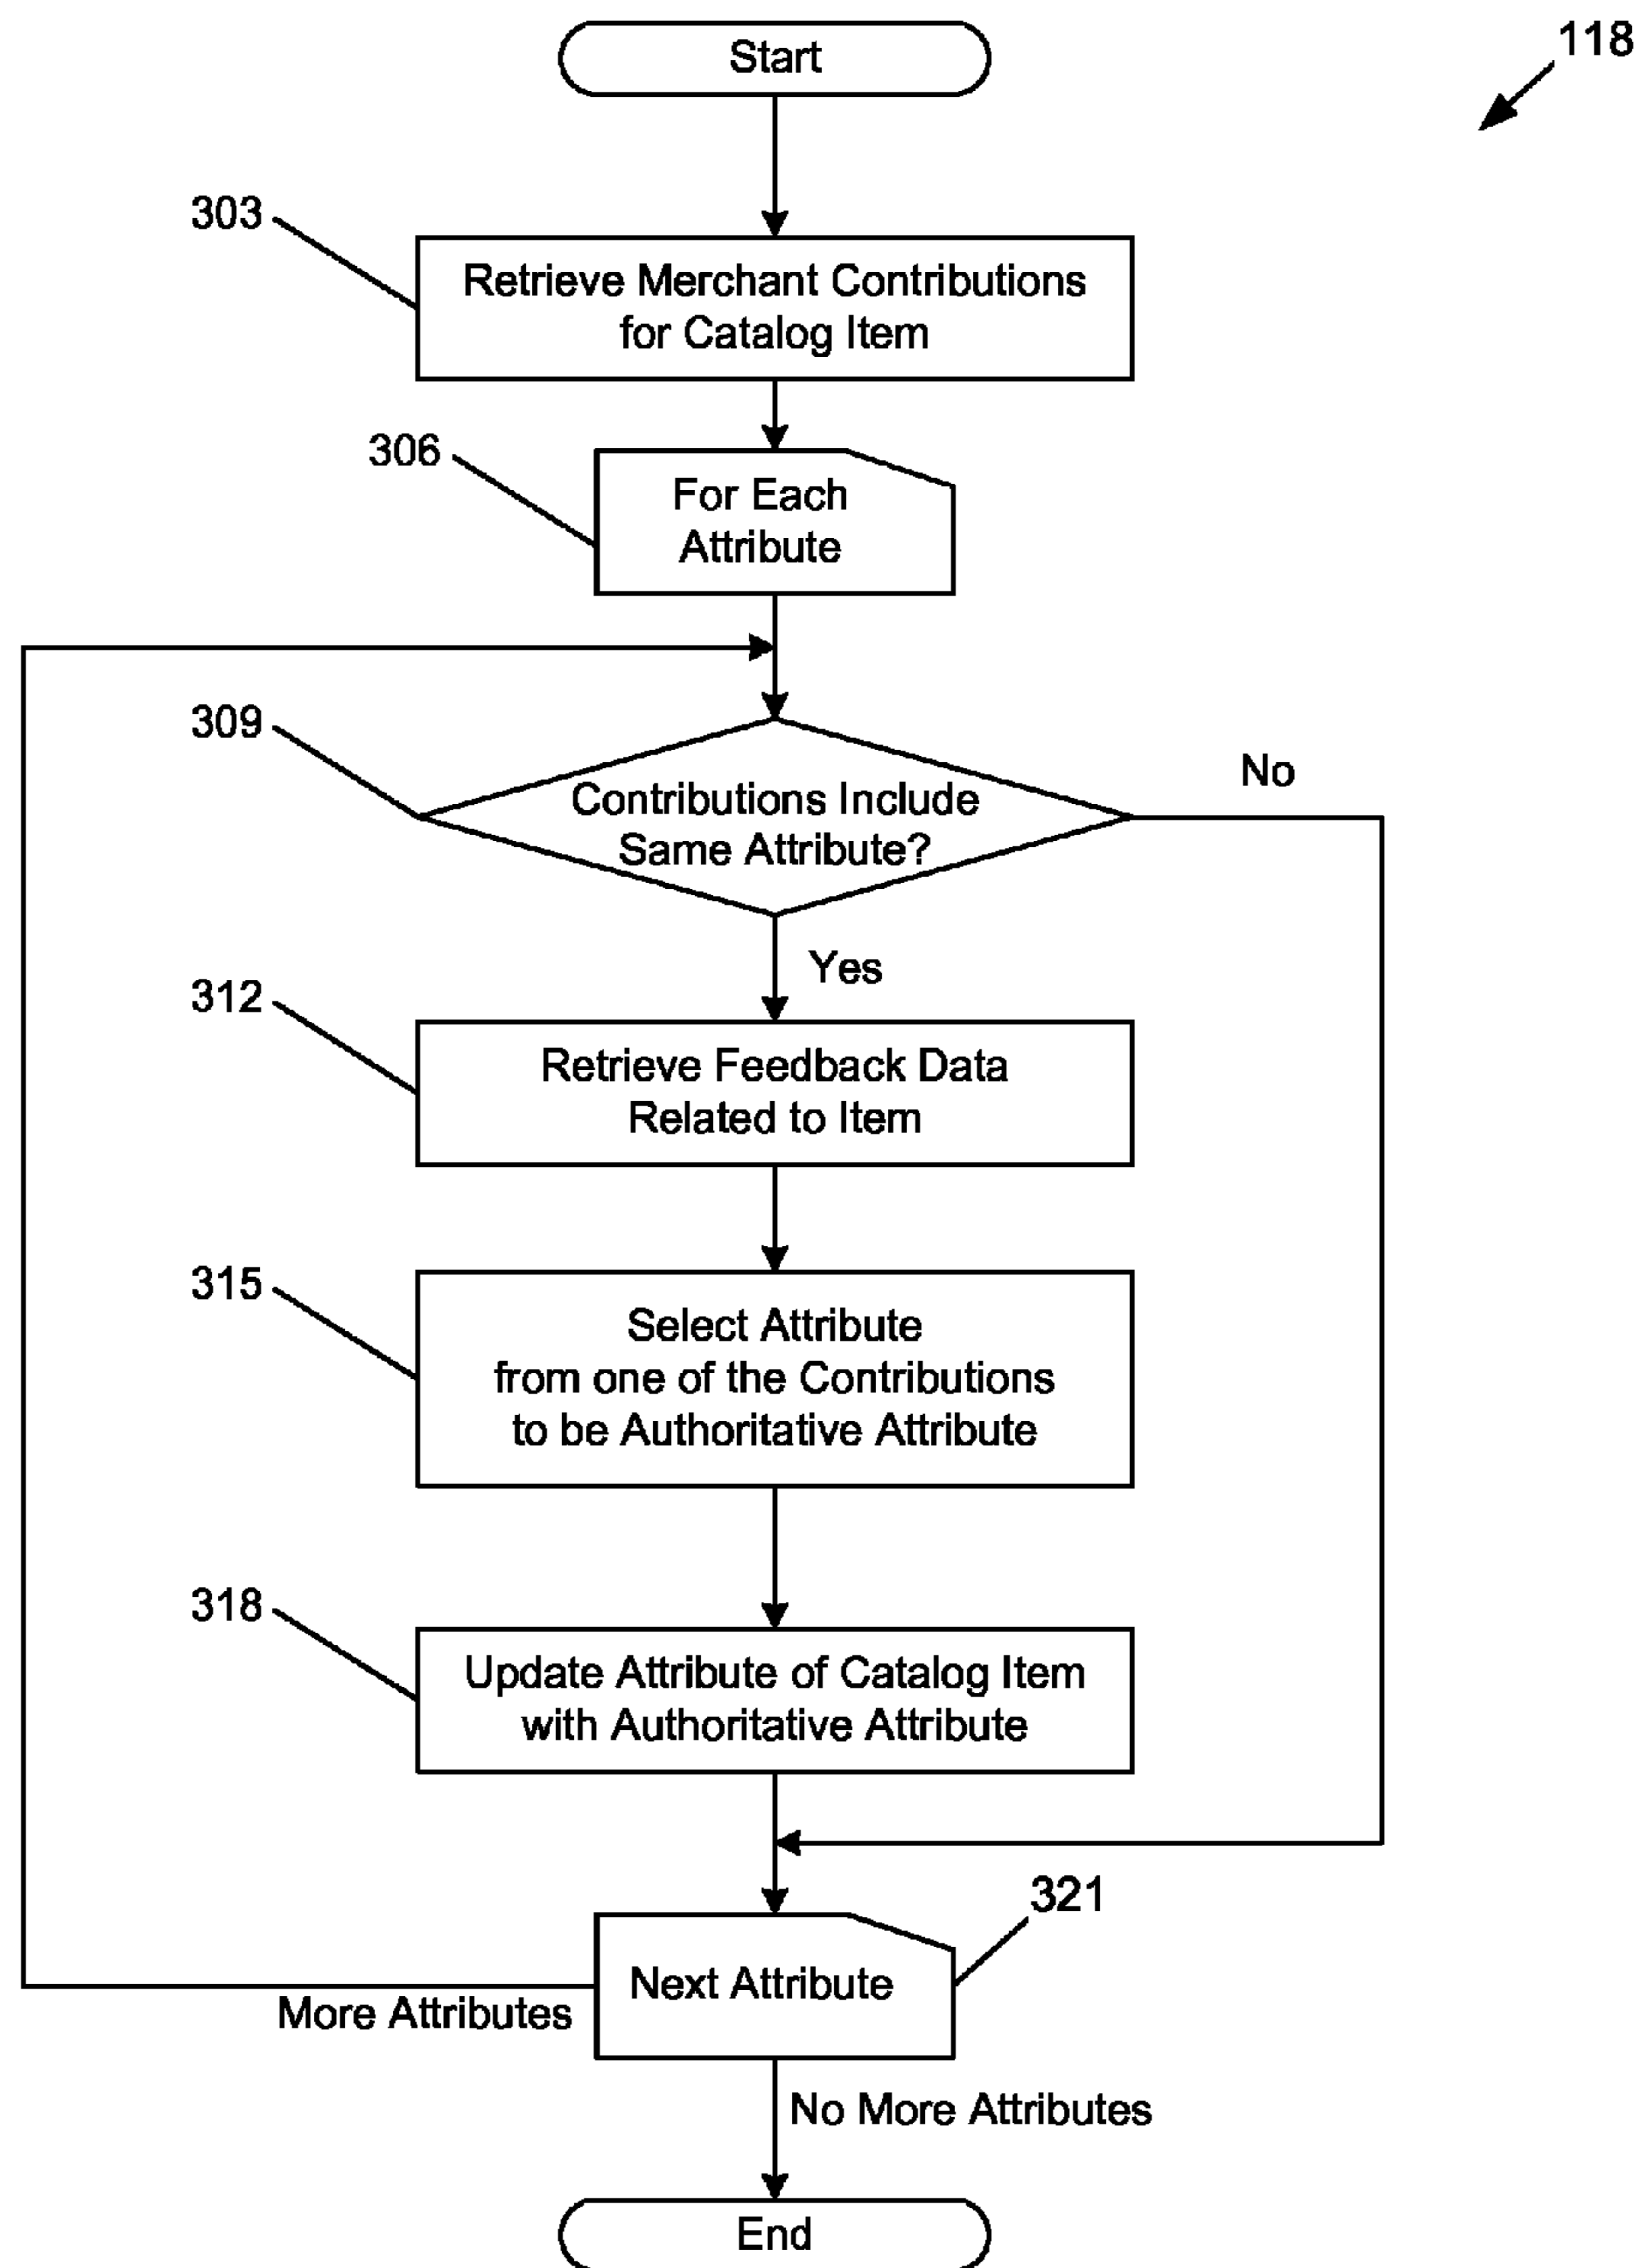 Start
118
303
Retrieve Merchant Contributions
for Catalog Item
306
For Each
Attribute
309
Contributions Include
Same Attribute?
No
Yes
312
Retrieve Feedback Data
Related to Item
315
Select Attribute
from one of the Contributions
to be Authoritative Attribute
318
Update Attribute of Catalog Item
with Authoritative Attribute
321
Next Attribute
More Attributes
No More Attributes
End